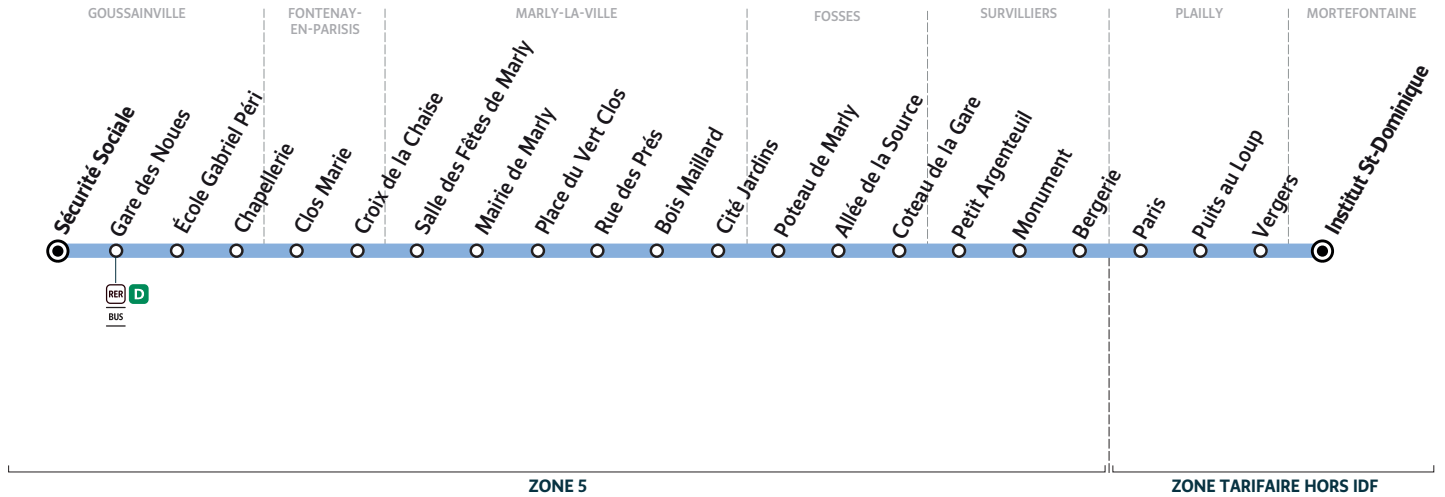 GOUSSAINVILLE
FONTENAY-
EN-PARISIS
MARLY-LA-VILLE
FOSSES
SURVILLIERS
PLAILLY
MORTEFONTAINE
Sécurité Sociale
Gare des Noues
École Gabriel Péri
Chapellerie
Clos Marie
Croix de la Chaise
Salle des Fêtes de Marly
Mairie de Marly
Place du Vert Clos
Rue des Prés
Bois Maillard
Cité Jardins
Poteau de Marly
Allée de la Source
Coteau de la Gare
Petit Argenteuil
Monument
Bergerie
Paris
Puits au Loup
Vergers
Institut St-Dominique
RER D
BUS
ZONE 5
ZONE TARIFAIRE HORS IDF